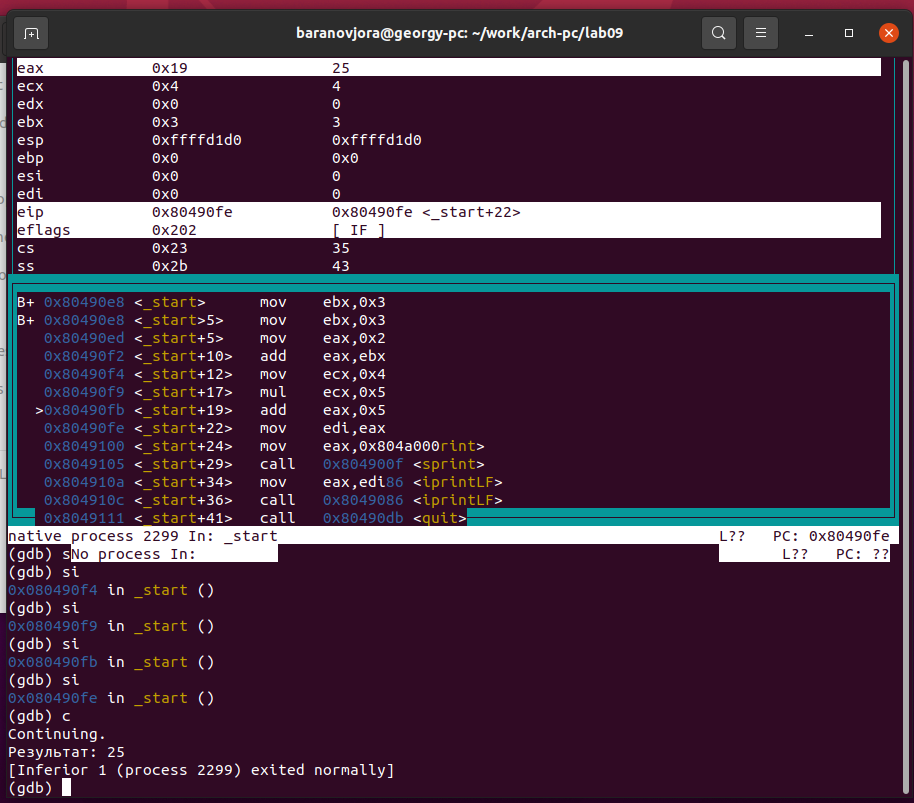 baranovjora@georgy-pc: ~/work/arch-pc/lab09
eax 0x19 25
ecx 0x4 4
edx 0x0 0
ebx 0x3 3
esp 0xffffd1d0 0xffffd1d0
ebp 0x0 0x0
esi 0x0 0
edi 0x0 0
eip 0x80490fe 0x80490fe <_start+22>
eflags 0x202 [ IF ]
cs 0x23 35
ss 0x2b 43
B+ 0x80490e8 <_start> mov ebx,0x3
B+ 0x80490e8 <_start>5> mov ebx,0x3
0x80490ed <_start+5> mov eax,0x2
0x80490f2 <_start+10> add eax,ebx
0x80490f4 <_start+12> mov ecx,0x4
0x80490f9 <_start+17> mul ecx,0x5
>0x80490fb <_start+19> add eax,0x5
0x80490fe <_start+22> mov edi,eax
0x8049100 <_start+24> mov eax,0x804a000rint>
0x8049105 <_start+29> call 0x804900f <sprint>
0x804910a <_start+34> mov eax,edi86 <iprintLF>
0x804910c <_start+36> call 0x8049086 <iprintLF>
0x8049111 <_start+41> call 0x80490db <quit>
native process 2299 In: _start L?? PC: 0x80490fe
(gdb) sNo process In: L?? PC: ??
(gdb) si
0x080490f4 in _start ()
(gdb) si
0x080490f9 in _start ()
(gdb) si
0x080490fb in _start ()
(gdb) si
0x080490fe in _start ()
(gdb) c
Continuing.
Результат: 25
[Inferior 1 (process 2299) exited normally]
(gdb)